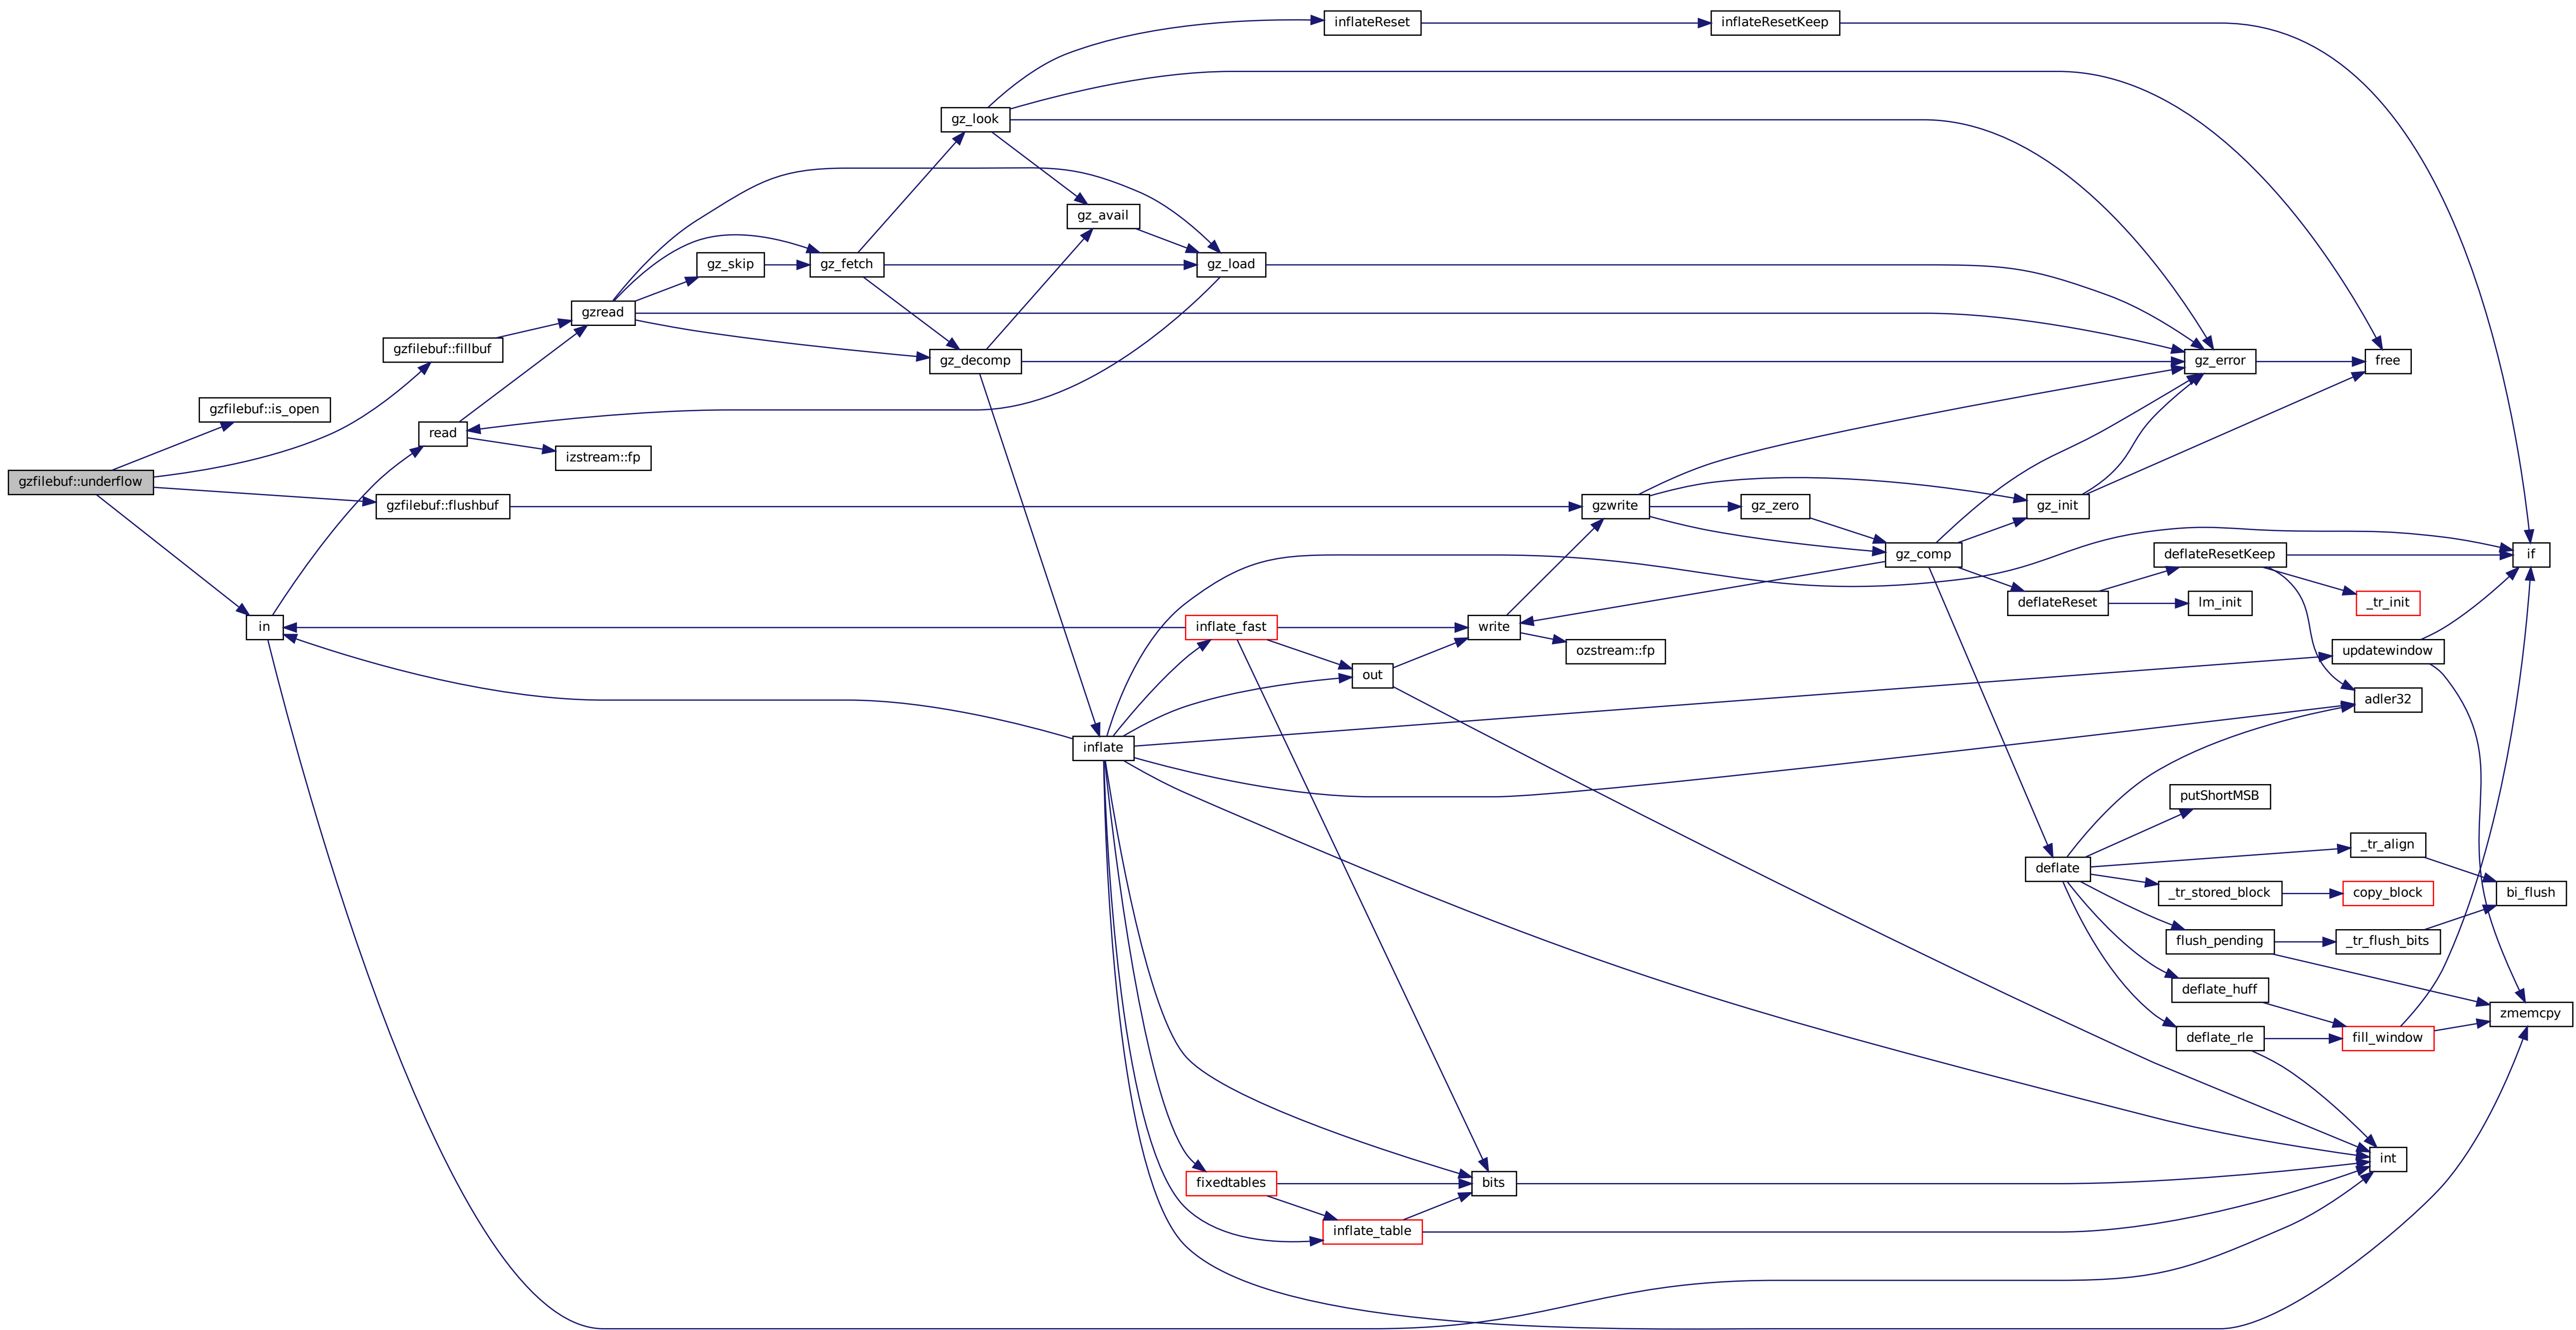 gzfilebuf::underflow
gzfilebuf::is_open
gzfilebuf::fillbuf
read
gzfilebuf::flushbuf
in
gzread
izstream::fp
gz_skip
gz_fetch
gz_look
gz_avail
gz_load
gz_decomp
inflate
inflateReset
inflateResetKeep
inflate_fast
out
write
ozstream::fp
fixedtables
inflate_table
bits
gzwrite
gz_zero
gz_comp
gz_init
gz_error
free
if
deflateResetKeep
deflateReset
_tr_init
lm_init
updatewindow
adler32
putShortMSB
deflate
_tr_align
_tr_stored_block
copy_block
bi_flush
flush_pending
_tr_flush_bits
deflate_huff
deflate_rle
fill_window
zmemcpy
int